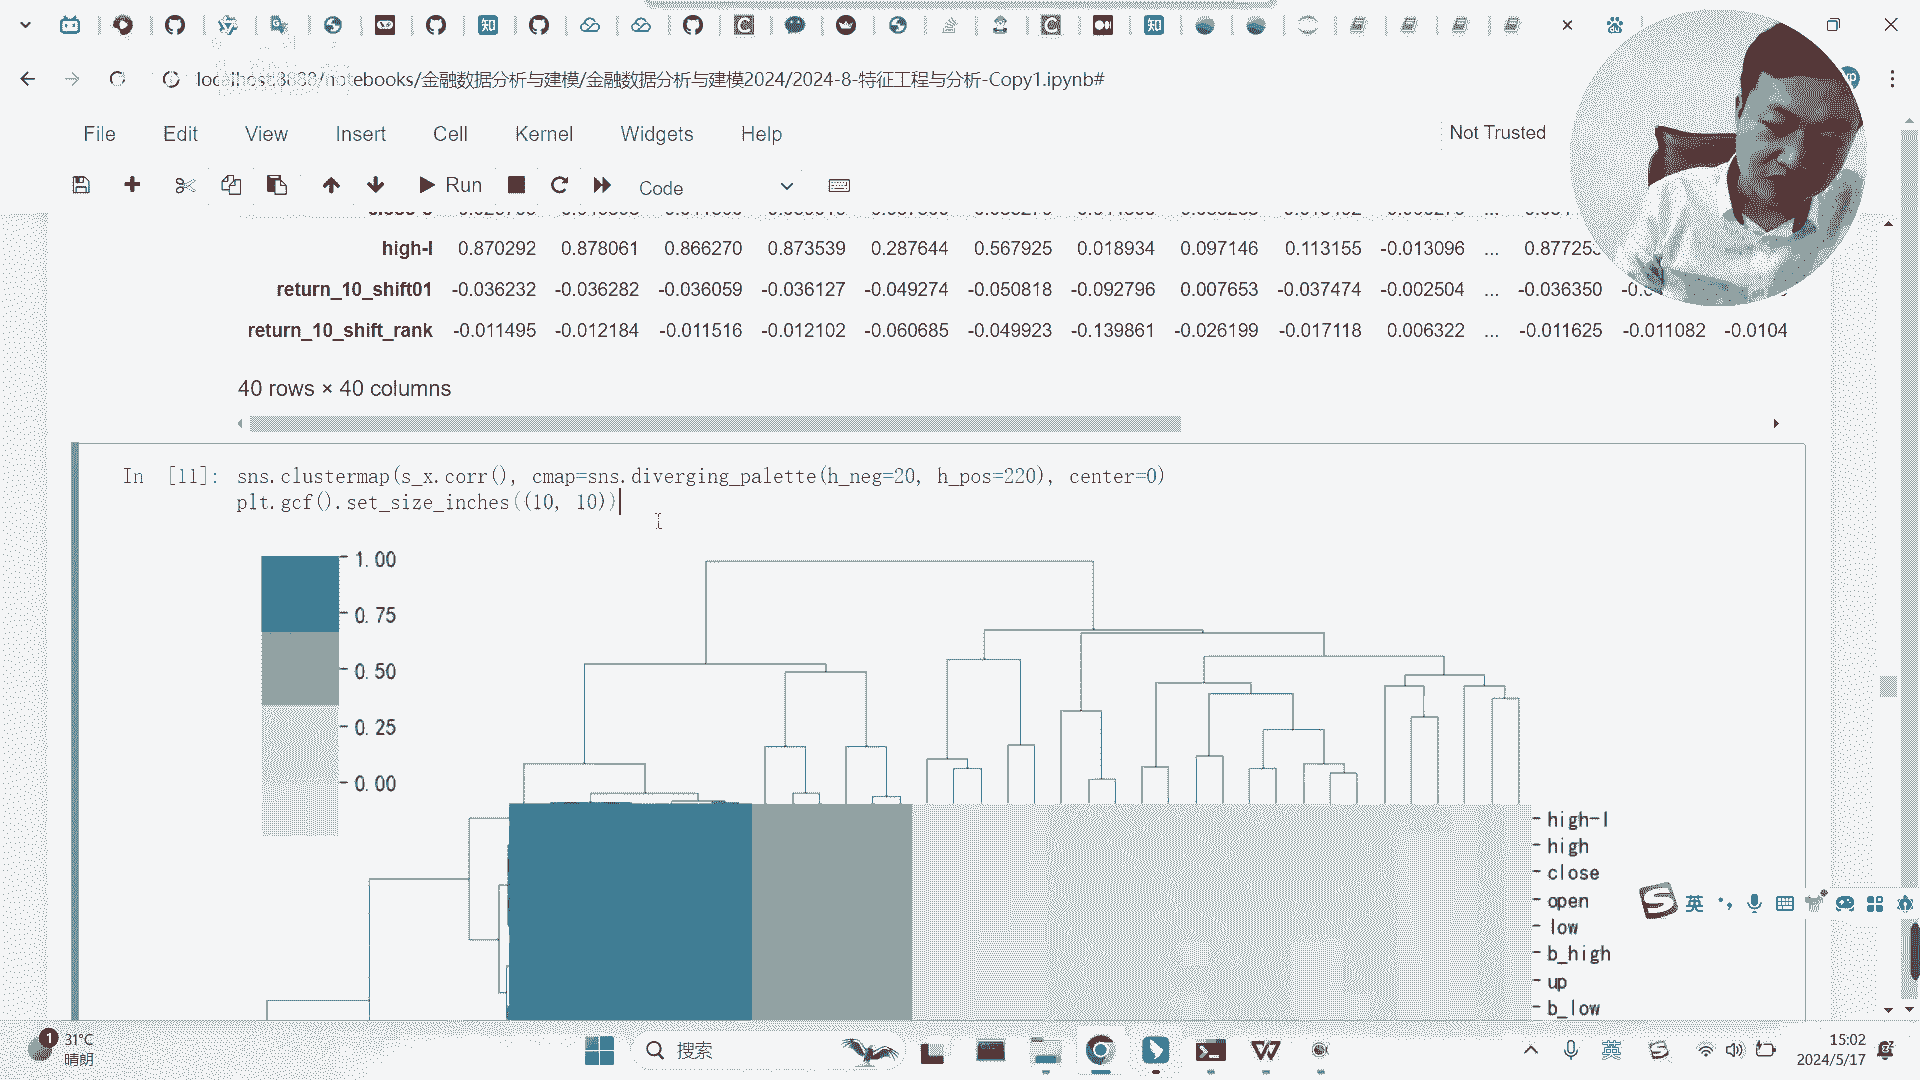 localhost:8888/notebooks/金融数据分析与建模/金融数据分析与建模2024/2024-8-特征工程与分析-Copy1.ipynb#
File Edit View Insert Cell Kernel Widgets Help
Not Trusted
Run Code
high-l 0.870292 0.878061 0.866270 0.873539 0.287644 0.567925 0.018934 0.097146 0.113155 -0.013096 ...
return_10_shift01 -0.036232 -0.036282 -0.036059 -0.036127 -0.049274 -0.050818 -0.092796 0.007653 -0.037474 -0.002504 ... -0.036350
return_10_shift_rank -0.011495 -0.012184 -0.011516 -0.012102 -0.060685 -0.049923 -0.139861 -0.026199 -0.017118 0.006322 ... -0.011625 -0.011082 -0.0104
40 rows × 40 columns
In [11]: sns.clustermap(s_x.corr(), cmap=sns.diverging_palette(h_neg=20, h_pos=220), center=0)
plt.gcf().set_size_inches((10, 10))
1.00
0.75
0.50
0.25
0.00
high-l
high
close
open
low
b_high
up
b_low
英
1
31°C
晴朗
搜索
英
15:02
2024/5/17